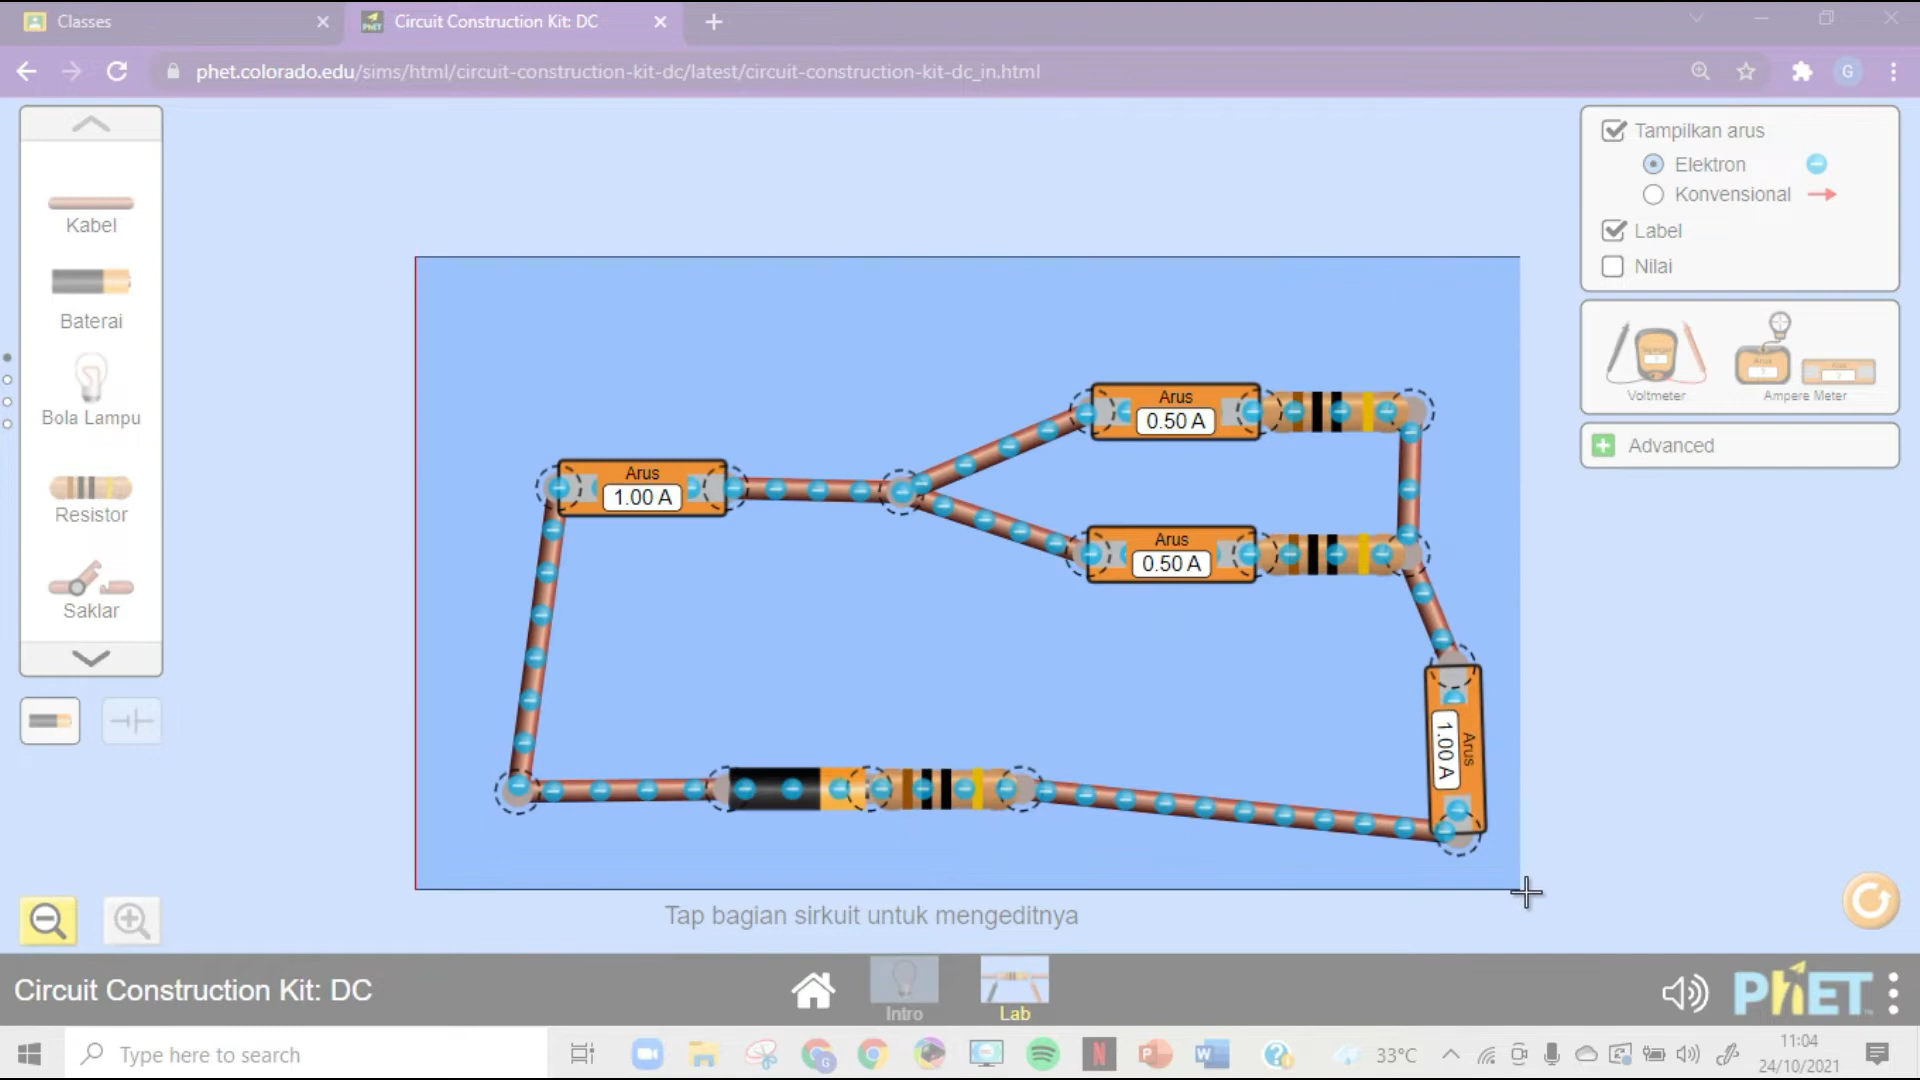 Classes
Circuit Construction Kit: DC
phet.colorado.edu/sims/html/circuit-construction-kit-dc/latest/circuit-construction-kit-dc_in.html
G
Kabel
Baterai
Bola Lampu
Resistor
Saklar
Tampilkan arus
Elektron
Konvensional
Label
Nilai
Voltmeter
Ampere Meter
Advanced
Arus
0.50 A
Arus
1.00 A
Arus
0.50 A
Arus
1.00 A
Tap bagian sirkuit untuk mengeditnya
Circuit Construction Kit: DC
Intro
Lab
PhET
Type here to search
33°C
11:04
24/10/2021